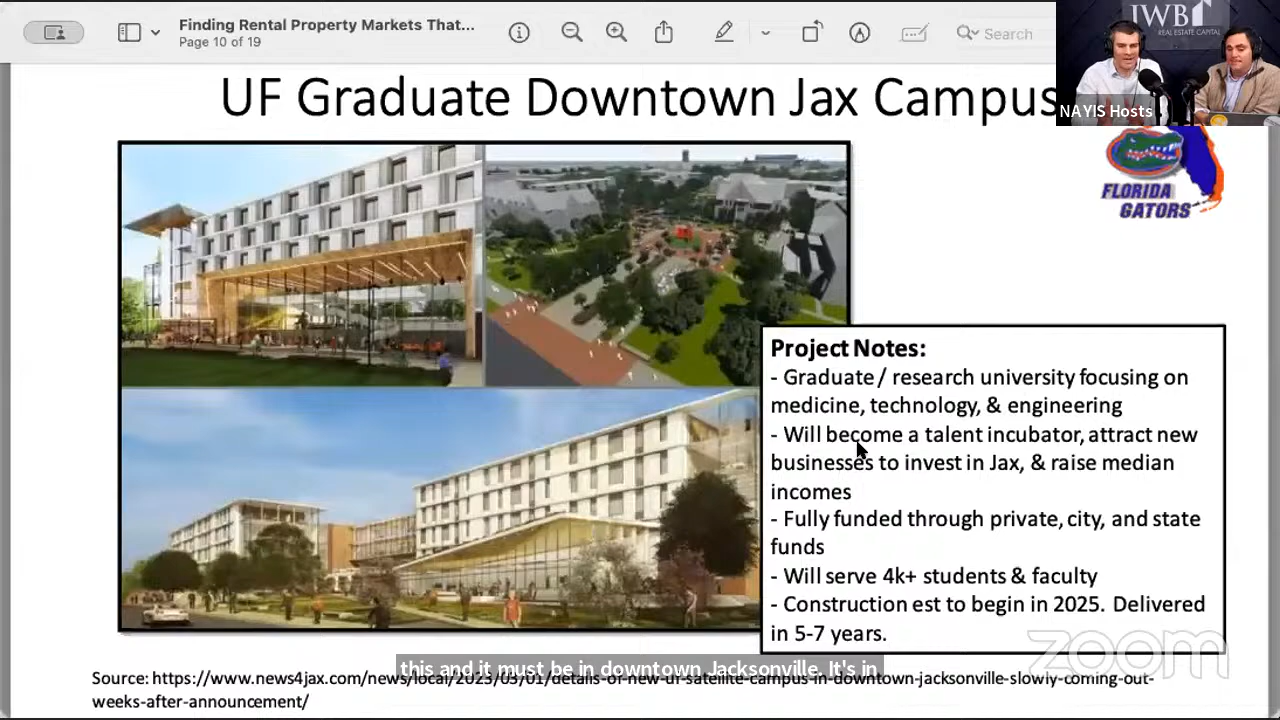 Finding Rental Property Markets That...
Page 10 of 19
Search
JWB
REAL ESTATE CAPITAL
NAYIS Hosts
UF Graduate Downtown Jax Campus
FLORIDA
GATORS
Project Notes:
- Graduate / research university focusing on
medicine, technology, & engineering
- Will become a talent incubator, attract new
businesses to invest in Jax, & raise median
incomes
- Fully funded through private, city, and state
funds
- Will serve 4k+ students & faculty
- Construction est to begin in 2025. Delivered
in 5-7 years.
zoom
this and it must be in downtown, Jacksonville. It's in
Source: https://www.news4jax.com/news/local/2023/03/01/details-of-new-uf-satellite-campus-in-downtown-jacksonville-slowly-coming-out-
weeks-after-announcement/